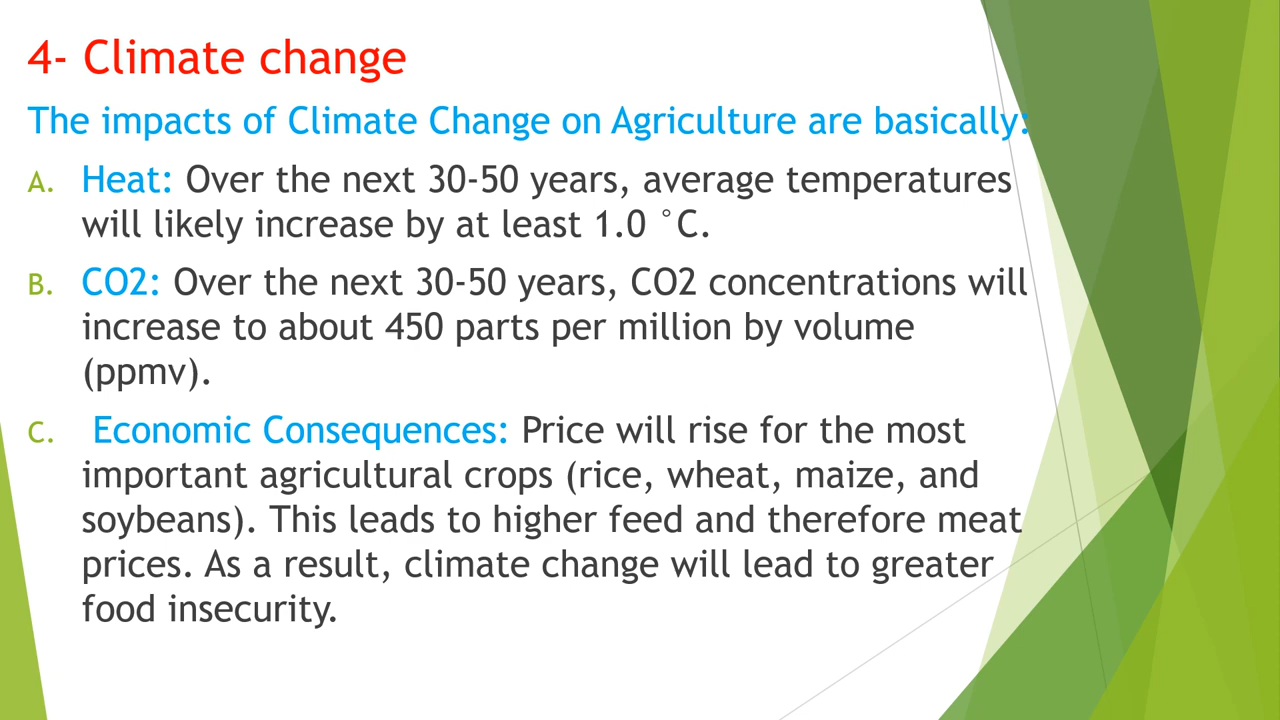 4- Climate change
The impacts of Climate Change on Agriculture are basically:
A. Heat: Over the next 30-50 years, average temperatures
will likely increase by at least 1.0 °C.
B. CO2: Over the next 30-50 years, CO2 concentrations will
increase to about 450 parts per million by volume
(ppmv).
C. Economic Consequences: Price will rise for the most
important agricultural crops (rice, wheat, maize, and
soybeans). This leads to higher feed and therefore meat
prices. As a result, climate change will lead to greater
food insecurity.